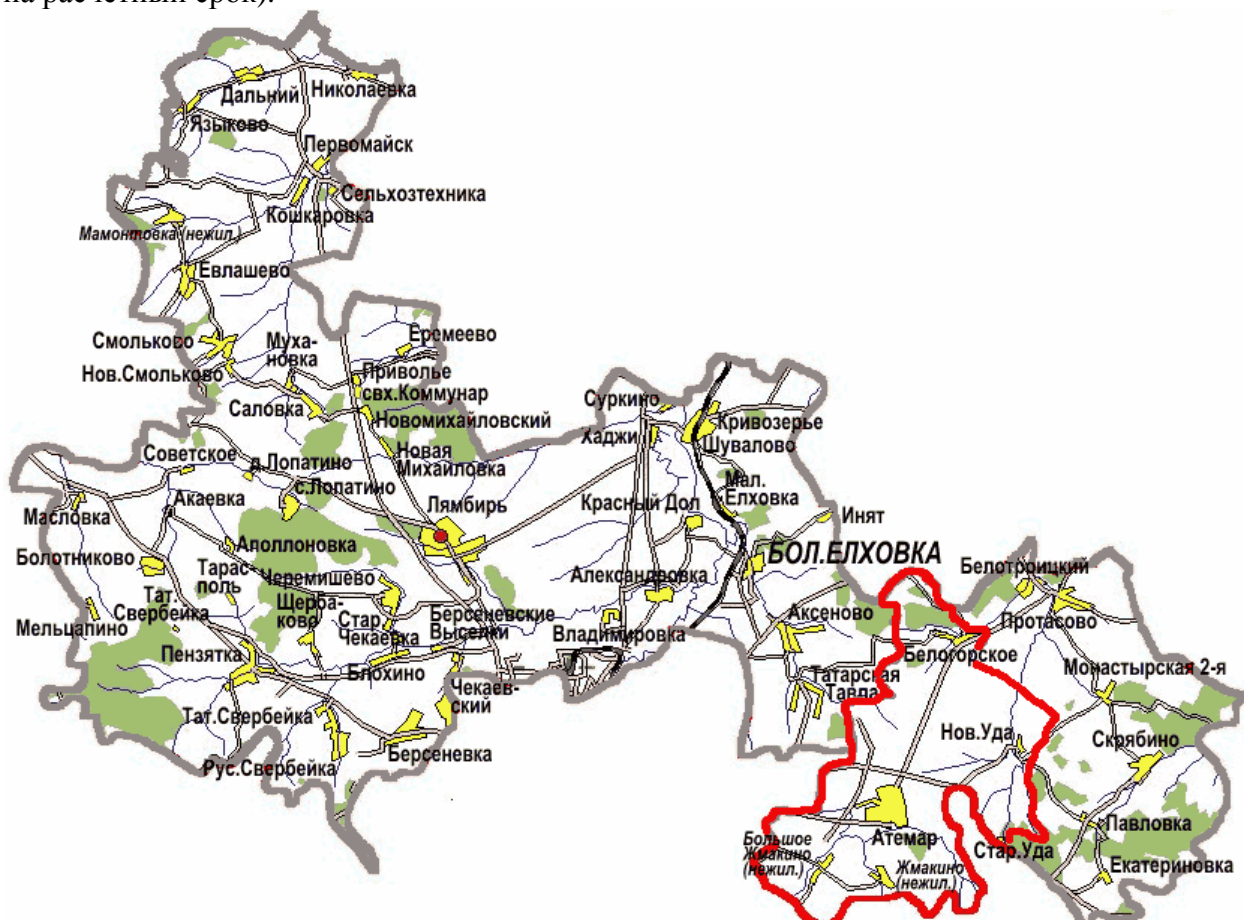 на расчетный срок).
Дальний
Николаевка
Языково
Первомайск
Сельхозтехника
Кошкаровка
Мамонтовка (нежил.)
Евлашево
Смольково
Муха-
новка
Еремеево
Нов.Смольково
Приволье
свх.Коммунар
Саловка
Новомихайловский
Суркино
Кривозерье
Хаджи
Шувалово
Советское
д.Лопатино
Новая
Михайловка
с.Лопатино
Мал.
Елховка
Акаевка
Красный Дол
Масловка
Лямбирь
Инят
Аполлоновка
БОЛ.ЕЛХОВКА
Болотниково
Тарас-
поль
Черемишево
Александровка
Белотроицкий
Тат.
Свербейка
Щерба-
ково
Стар.
Чекаевка
Берсеневские
Выселки
Аксеново
Протасово
Мельцапино
Владимировка
Пензятка
Белогорское
Блохино
Татарская
Тавла
Монастырская 2-я
Чекаев-
ский
Тат.Свербейка
Нов.Уда
Скрябино
Берсеневка
Рус.Свербейка
Атемар
Павловка
Большое
Жмакино
(нежил.)
Стар.Уда
Жмакино
(нежил.)
Екатериновка